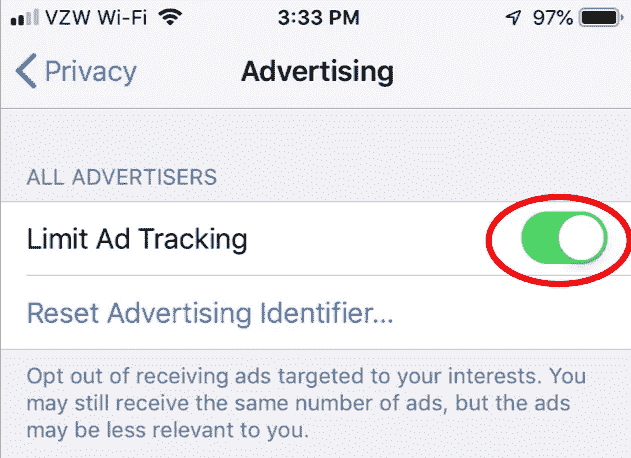 VZW Wi-Fi 3:33 PM 97%
Privacy Advertising
ALL ADVERTISERS
Limit Ad Tracking
Reset Advertising Identifier...
Opt out of receiving ads targeted to your interests. You
may still receive the same number of ads, but the ads
may be less relevant to you.